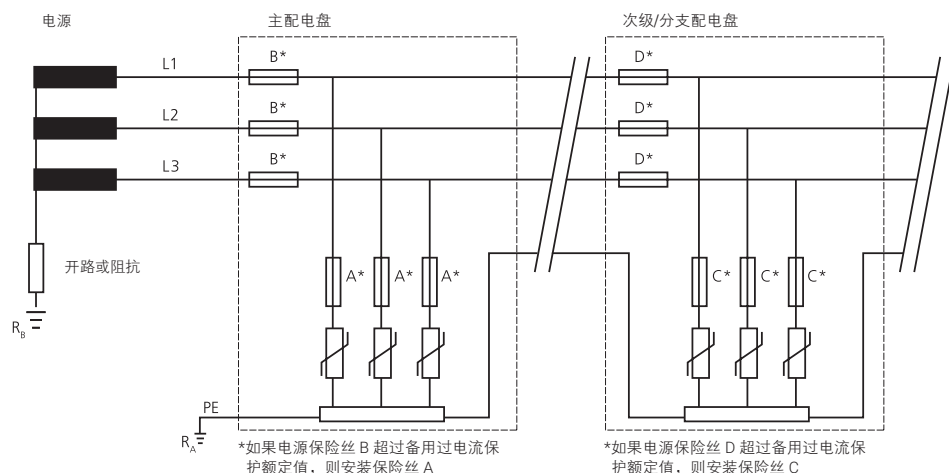 电源
主配电盘
次级/分支配电盘
L1
B*
D*
L2
B*
D*
L3
B*
D*
开路或阻抗
A*
A*
A*
C*
C*
C*
R_B
PE
R_A
*如果电源保险丝 B 超过备用过电流保
护额定值，则安装保险丝 A
*如果电源保险丝 D 超过备用过电流保
护额定值，则安装保险丝 C